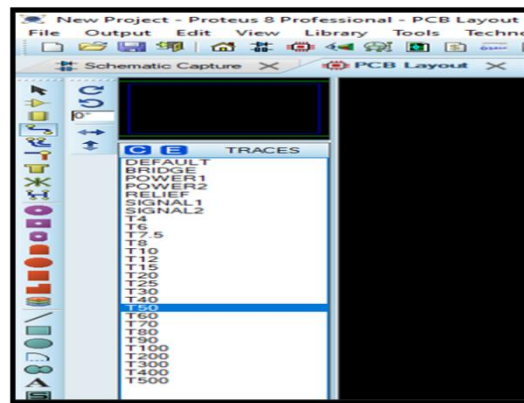 New Project - Proteus 8 Professional - PCB Layout
File Output Edit View Library Tools Techn
Schematic Capture
PCB Layout
0°
C E TRACES
DEFAULT
BRIDGE
POWER1
POWER2
RELIEF
SIGNAL1
SIGNAL2
T4
T6
T7.5
T8
T10
T12
T15
T20
T25
T30
T40
T50
T60
T70
T80
T90
T100
T200
T300
T400
T500
A
S